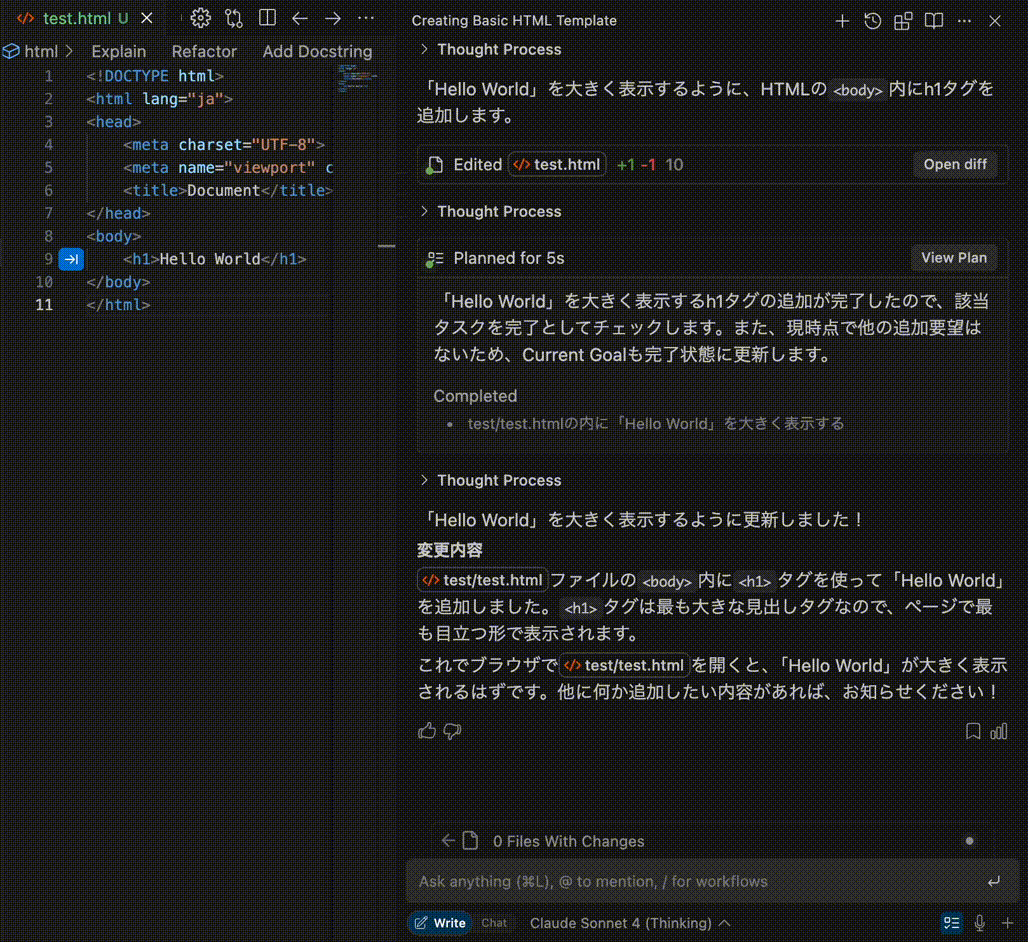 test.html U
html > Explain Refactor Add Docstring
1 <!DOCTYPE html>
2 <html lang="ja">
3 <head>
4 <meta charset="UTF-8">
5 <meta name="viewport" c
6 <title>Document</title>
7 </head>
8 <body>
9 <h1>Hello World</h1>
10 </body>
11 </html>
Creating Basic HTML Template
Thought Process
「Hello World」を大きく表示するように、HTMLの <body> 内にh1タグを
追加します。
Edited test.html +1 -1 10 Open diff
Thought Process
Planned for 5s View Plan
「Hello World」を大きく表示するh1タグの追加が完了したので、該当
タスクを完了としてチェックします。また、現時点で他の追加要望は
ないため、Current Goalも完了状態に更新します。
Completed
• test/test.htmlの内に「Hello World」を大きく表示する
Thought Process
「Hello World」を大きく表示するように更新しました！
変更内容
test/test.html ファイルの <body> 内に <h1> タグを使って「Hello World」
を追加しました。 <h1> タグは最も大きな見出しタグなので、ページで最
も目立つ形で表示されます。
これでブラウザで test/test.html を開くと、「Hello World」が大きく表示
されるはずです。他に何か追加したい内容があれば、お知らせください！
0 Files With Changes
Ask anything (⌘L), @ to mention, / for workflows
Write Chat Claude Sonnet 4 (Thinking)